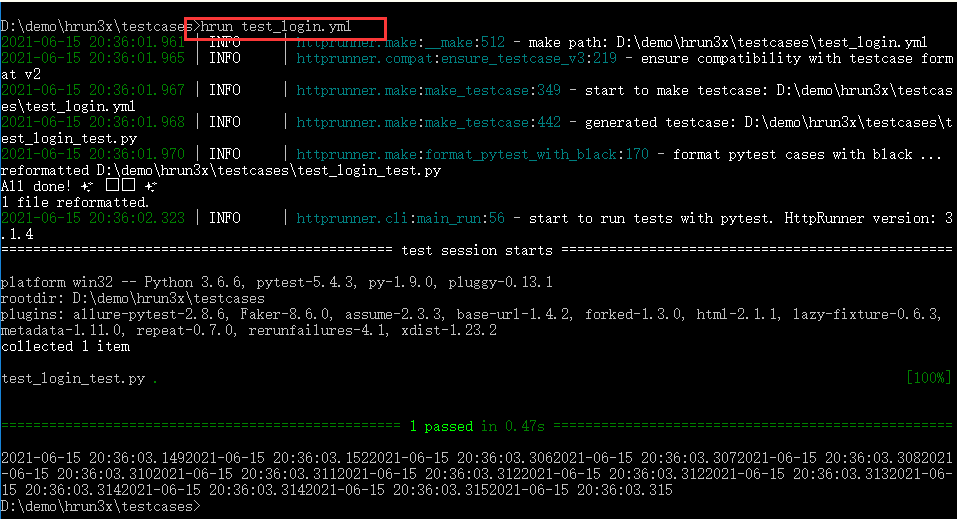 D:\demo\hrun3x\testcases>hrun test_login.yml
2021-06-15 20:36:01.961 | INFO     | httprunner.make:__make:512 - make path: D:\demo\hrun3x\testcases\test_login.yml
2021-06-15 20:36:01.965 | INFO     | httprunner.compat:ensure_testcase_v3:219 - ensure compatibility with testcase form
at v2
2021-06-15 20:36:01.967 | INFO     | httprunner.make:make_testcase:349 - start to make testcase: D:\demo\hrun3x\testcas
es\test_login.yml
2021-06-15 20:36:01.968 | INFO     | httprunner.make:make_testcase:442 - generated testcase: D:\demo\hrun3x\testcases\t
est_login_test.py
2021-06-15 20:36:01.970 | INFO     | httprunner.make:format_pytest_with_black:170 - format pytest cases with black ...
reformatted D:\demo\hrun3x\testcases\test_login_test.py
All done! ✨ □□ ✨
1 file reformatted.
2021-06-15 20:36:02.323 | INFO     | httprunner.cli:main_run:56 - start to run tests with pytest. HttpRunner version: 3
.1.4
================================================= test session starts =================================================
platform win32 -- Python 3.6.6, pytest-5.4.3, py-1.9.0, pluggy-0.13.1
rootdir: D:\demo\hrun3x\testcases
plugins: allure-pytest-2.8.6, Faker-8.6.0, assume-2.3.3, base-url-1.4.2, forked-1.3.0, html-2.1.1, lazy-fixture-0.6.3,
metadata-1.11.0, repeat-0.7.0, rerunfailures-4.1, xdist-1.23.2
collected 1 item
test_login_test.py . [100%]
================================================== 1 passed in 0.47s ==================================================
2021-06-15 20:36:03.1492021-06-15 20:36:03.1522021-06-15 20:36:03.3062021-06-15 20:36:03.3072021-06-15 20:36:03.3082021
-06-15 20:36:03.3102021-06-15 20:36:03.3112021-06-15 20:36:03.3122021-06-15 20:36:03.3122021-06-15 20:36:03.3132021-06-
15 20:36:03.3142021-06-15 20:36:03.3142021-06-15 20:36:03.3152021-06-15 20:36:03.315
D:\demo\hrun3x\testcases>